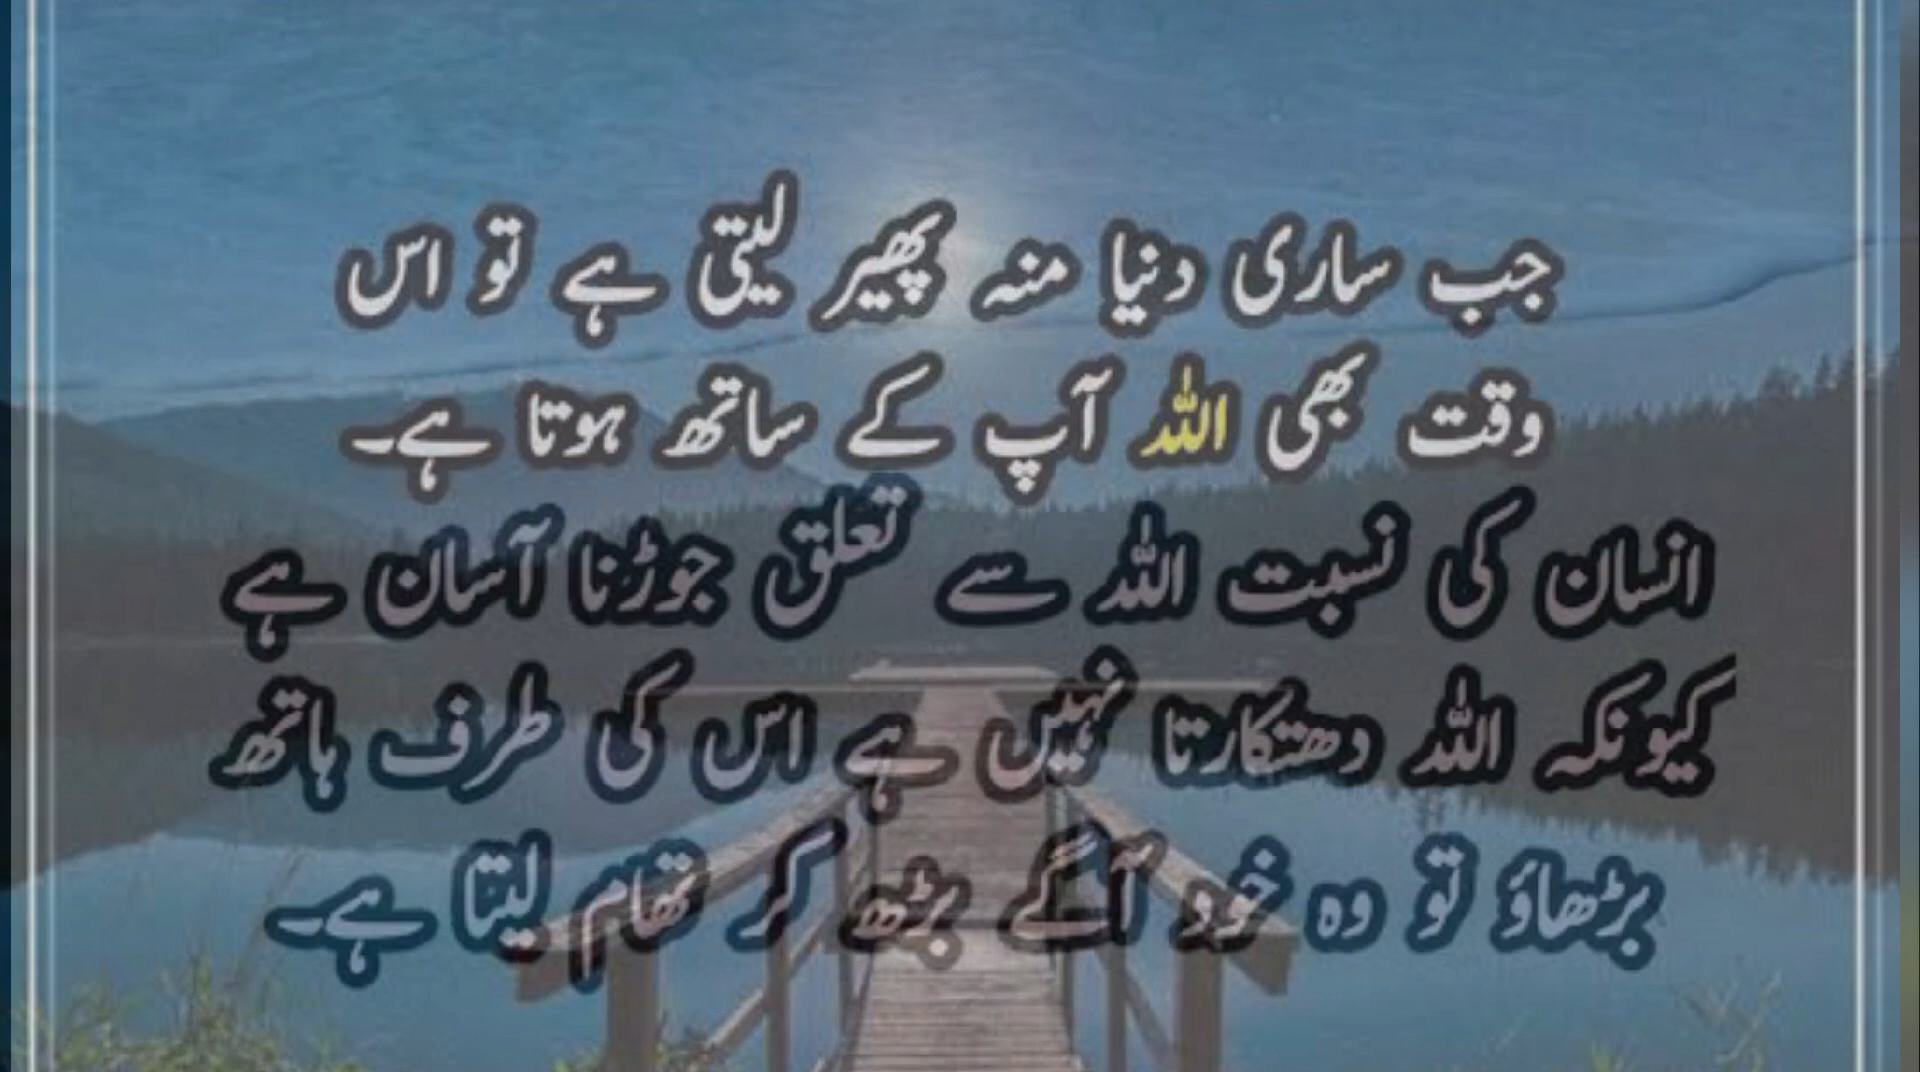 جب ساری دنیا منہ پھیر لیتی ہے تو اس
وقت بھی اللہ آپ کے ساتھ ہوتا ہے۔
انسان کی نسبت اللہ سے تعلق جوڑنا آسان ہے
کیونکہ اللہ دھتکارتا نہیں ہے اس کی طرف ہاتھ
بڑھاؤ تو وہ خود آگے بڑھ کر تھام لیتا ہے۔